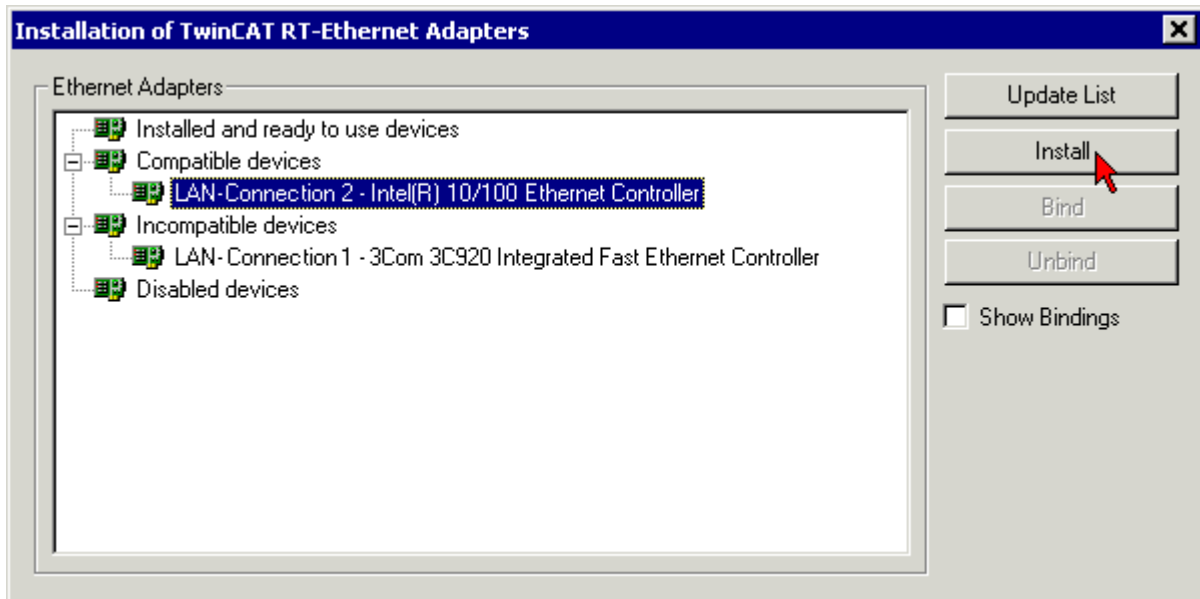 Installation of TwinCAT RT-Ethernet Adapters
Ethernet Adapters
Installed and ready to use devices
Compatible devices
LAN-Connection 2 - Intel(R) 10/100 Ethernet Controller
Incompatible devices
LAN- Connection 1 - 3Com 3C920 Integrated Fast Ethernet Controller
Disabled devices
Update List
Install
Bind
Unbind
Show Bindings